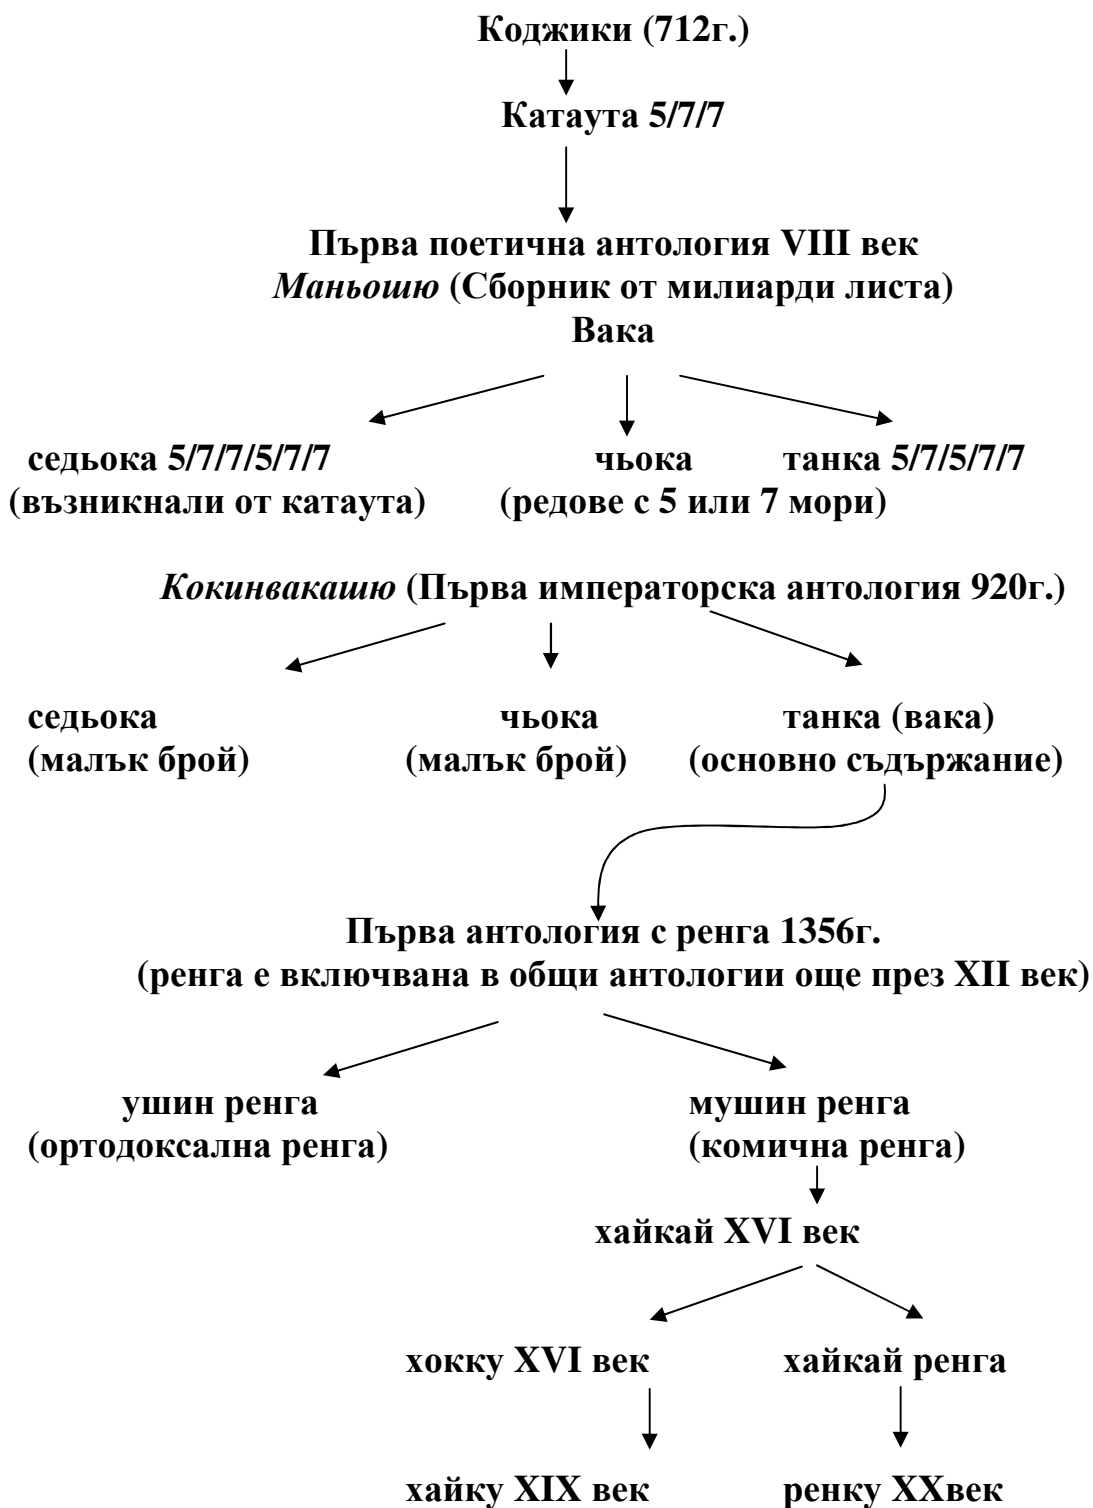 Коджики (712г.)
Катаута 5/7/7
Първа поетична антология VIII век
Маньошю (Сборник от милиарди листа)
Вака
седьока 5/7/7/5/7/7 чьока танка 5/7/5/7/7
(възникнали от катаута) (редове с 5 или 7 мори)
Кокинвакашю (Първа императорска антология 920г.)
седьока чьока танка (вака)
(малък брой) (малък брой) (основно съдържание)
Първа антология с ренга 1356г.
(ренга е включвана в общи антологии още през XII век)
ушин ренга мушин ренга
(ортодоксална ренга) (комична ренга)
хайкай XVI век
хокку XVI век хайкай ренга
хайку XIX век ренку XXвек